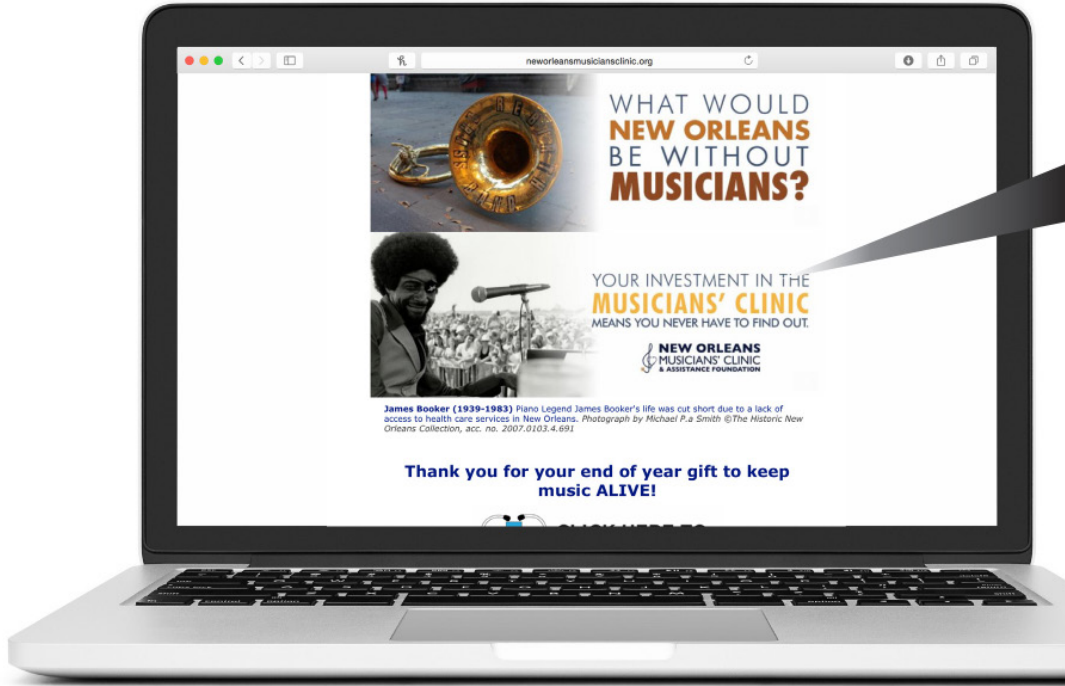 neworleansmusiciansclinic.org
WHAT WOULD
NEW ORLEANS
BE WITHOUT
MUSICIANS?
YOUR INVESTMENT IN THE
MUSICIANS' CLINIC
MEANS YOU NEVER HAVE TO FIND OUT.
NEW ORLEANS
MUSICIANS' CLINIC
& ASSISTANCE FOUNDATION
James Booker (1939-1983) Piano Legend James Booker's life was cut short due to a lack of
access to health care services in New Orleans. Photograph by Michael P.a Smith ©The Historic New
Orleans Collection, acc. no. 2007.0103.4.691
Thank you for your end of year gift to keep
music ALIVE!
CLICK HERE TO